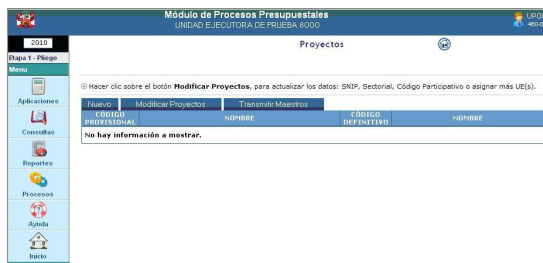 Módulo de Procesos Presupuestales
UNIDAD EJECUTORA DE PRUEBA 6000
2010
Etapa 1 - Pliego
Menu
Aplicaciones
Consultas
Reportes
Procesos
Ayuda
Inicio
Proyectos
Hacer clic sobre el botón Modificar Proyectos, para actualizar los datos: SNIP, Sectorial, Código Participativo o asignar más UE(s).
Nuevo Modificar Proyectos Transmitir Maestros
CÓDIGO PROVISIONAL NOMBRE CÓDIGO DEFINITIVO NOMBRE
No hay información a mostrar.